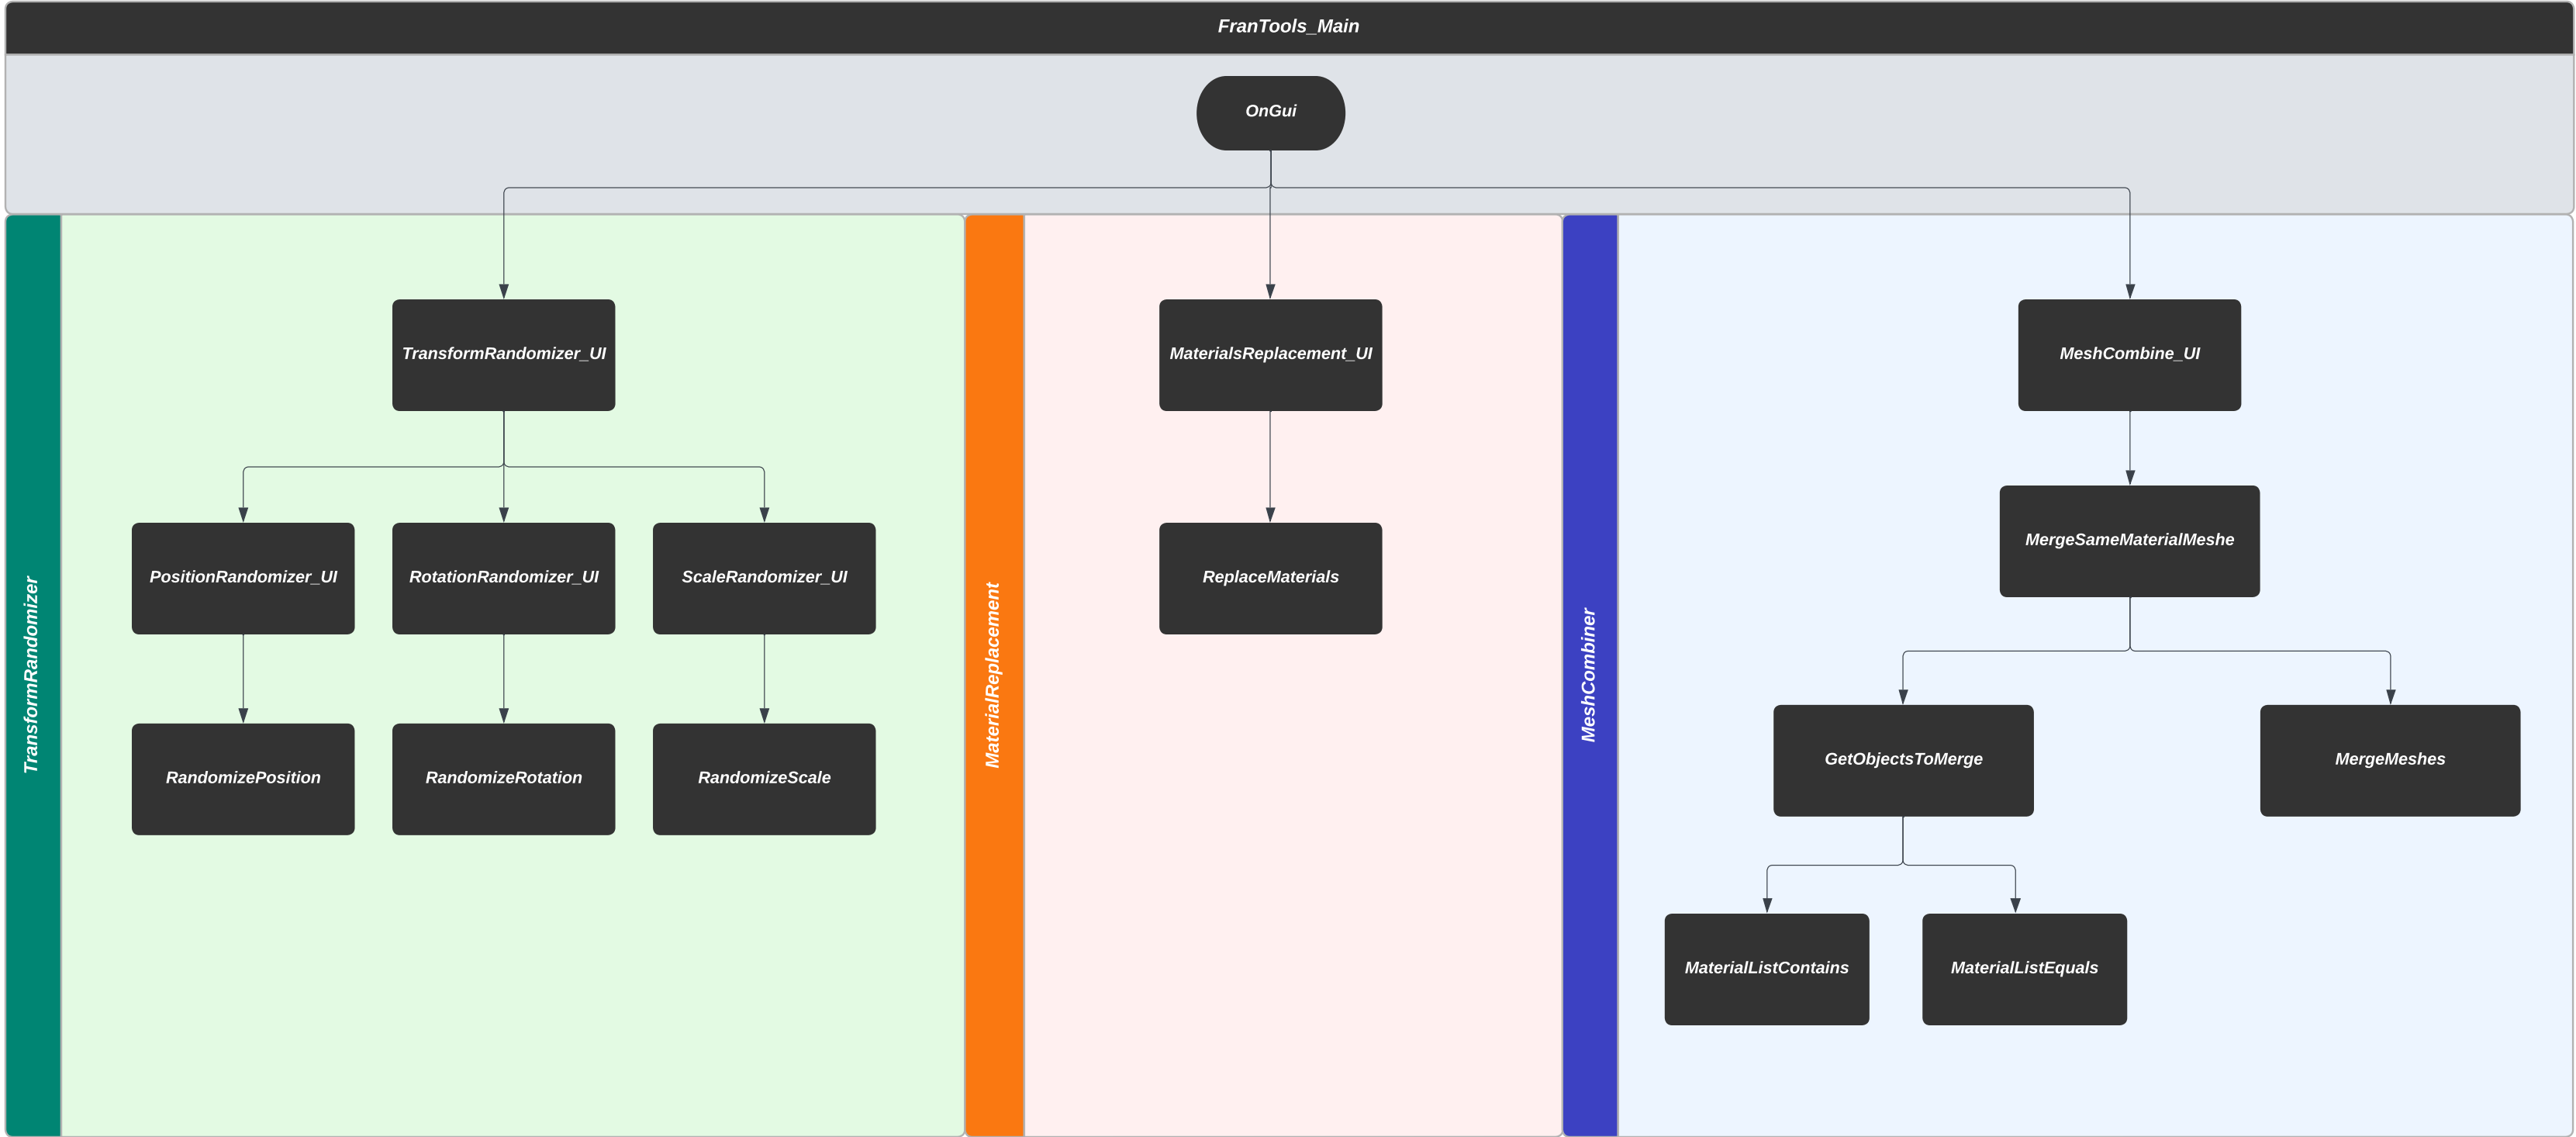 FranTools_Main
OnGui
TransformRandomizer
TransformRandomizer_UI
PositionRandomizer_UI
RotationRandomizer_UI
ScaleRandomizer_UI
RandomizePosition
RandomizeRotation
RandomizeScale
MaterialReplacement
MaterialsReplacement_UI
ReplaceMaterials
MeshCombiner
MeshCombine_UI
MergeSameMaterialMeshe
GetObjectsToMerge
MergeMeshes
MaterialListContains
MaterialListEquals